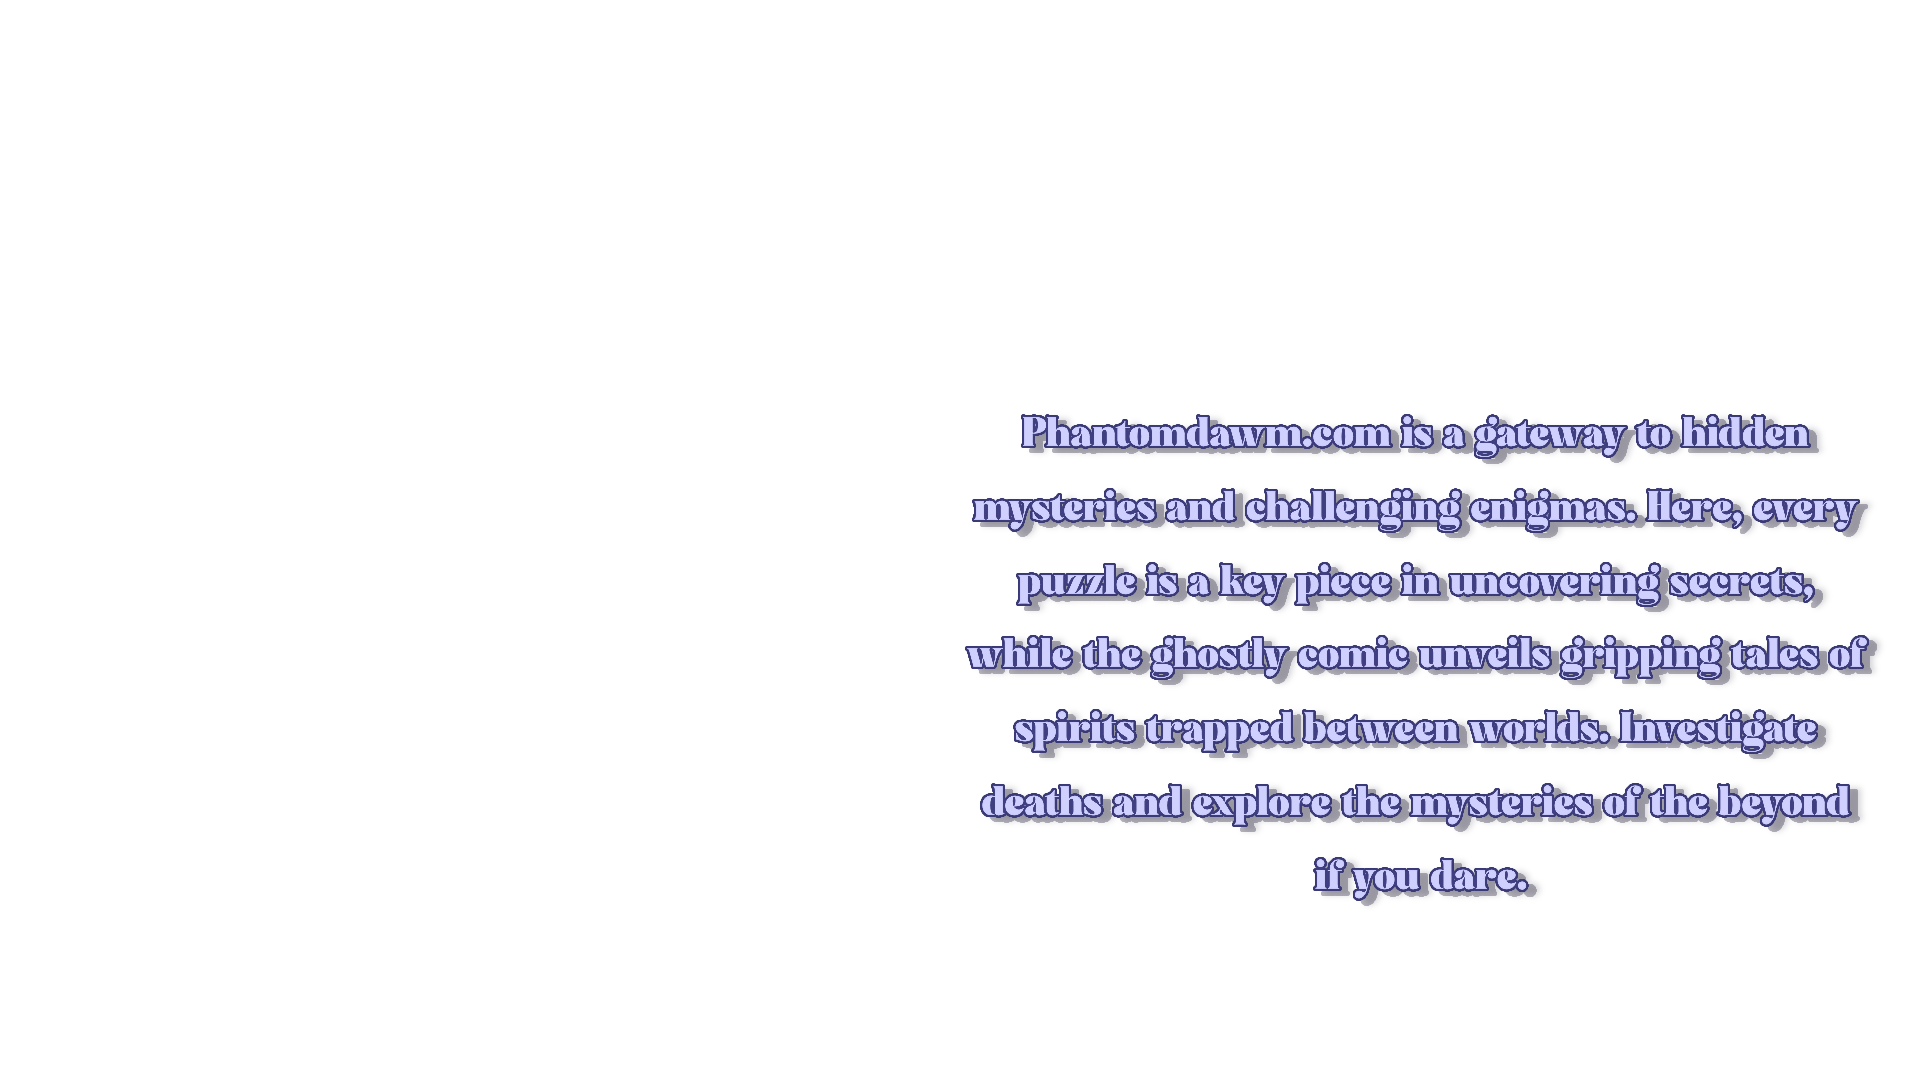 Phantomdawm.com is a gateway to hidden
mysteries and challenging enigmas. Here, every
puzzle is a key piece in uncovering secrets,
while the ghostly comic unveils gripping tales of
spirits trapped between worlds. Investigate
deaths and explore the mysteries of the beyond
if you dare.